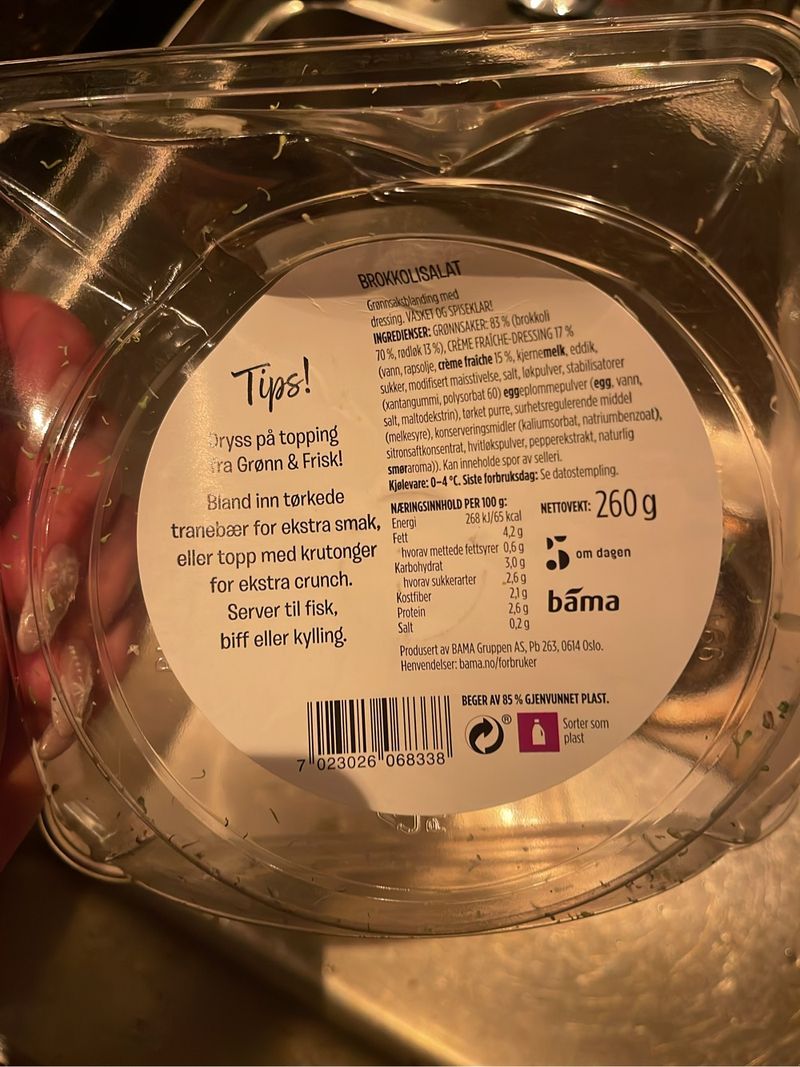 BROKKOLISALAT
Grønnsaksblanding med
dressing. VASKET OG SPISEKLAR!
INGREDIENSER: GRØNNSAKER: 83 % (brokkoli
70 %, rødløk 13 %), CRÈME FRAÎCHE-DRESSING 17 %
(vann, rapsolje, crème fraîche 15 %, kjernemelk, eddik,
sukker, modifisert maisstivelse, salt, løkpulver, stabilisatorer
(xantangummi, polysorbat 60) eggeplommepulver (egg, vann,
salt, maltodekstrin), tørket purre, surhetsregulerende middel
(melkesyre), konserveringsmidler (kaliumsorbat, natriumbenzoat),
sitronsaftkonsentrat, hvitløkspulver, pepperekstrakt, naturlig
smøraroma)). Kan inneholde spor av selleri.
Kjølevare: 0–4 °C. Siste forbruksdag: Se datostempling.
Tips!
Dryss på topping
fra Grønn & Frisk!
Bland inn tørkede
tranebær for ekstra smak,
eller topp med krutonger
for ekstra crunch.
Server til fisk,
biff eller kylling.
NÆRINGSINNHOLD PER 100 g:
Energi 268 kJ/65 kcal
Fett 4,2 g
hvorav mettede fettsyrer 0,6 g
Karbohydrat 3,0 g
hvorav sukkerarter 2,6 g
Kostfiber 2,1 g
Protein 2,6 g
Salt 0,2 g
NETTOVEKT: 260 g
5 om dagen
bama
Produsert av BAMA Gruppen AS, Pb 263, 0614 Oslo.
Henvendelser: bama.no/forbruker
BEGER AV 85 % GJENVUNNET PLAST.
®
Sorter som
plast
7 023026 068338